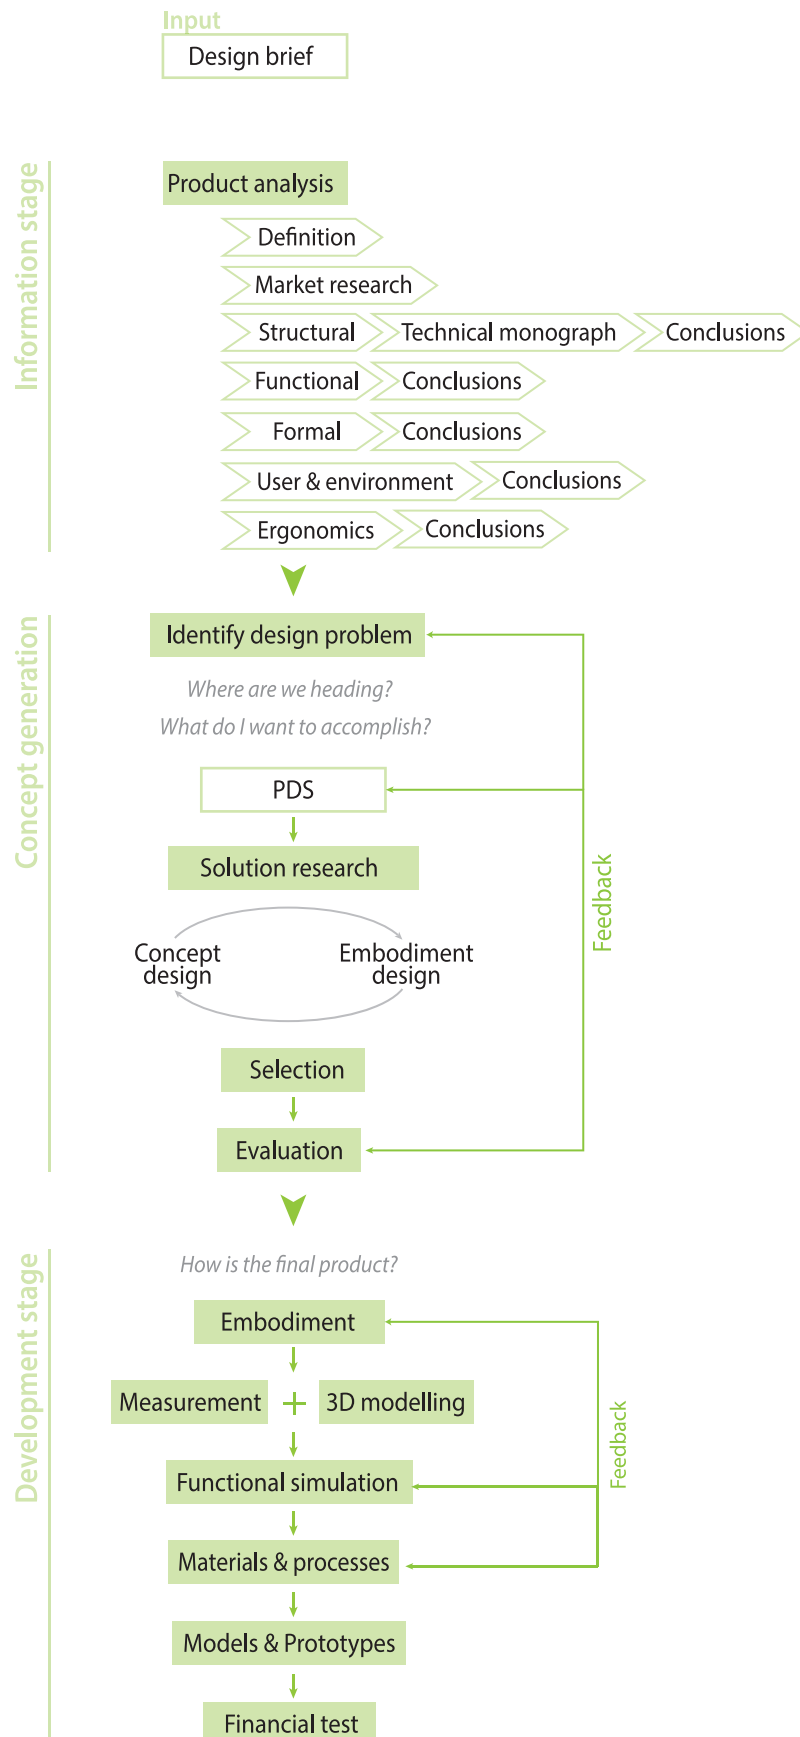 Input
Design brief
Information stage
Product analysis
Definition
Market research
Structural Technical monograph Conclusions
Functional Conclusions
Formal Conclusions
User & environment Conclusions
Ergonomics Conclusions
Concept generation
Identify design problem
Where are we heading?
What do I want to accomplish?
PDS
Solution research
Feedback
Concept
design
Embodiment
design
Selection
Evaluation
Development stage
How is the final product?
Embodiment
Measurement + 3D modelling
Feedback
Functional simulation
Materials & processes
Models & Prototypes
Financial test